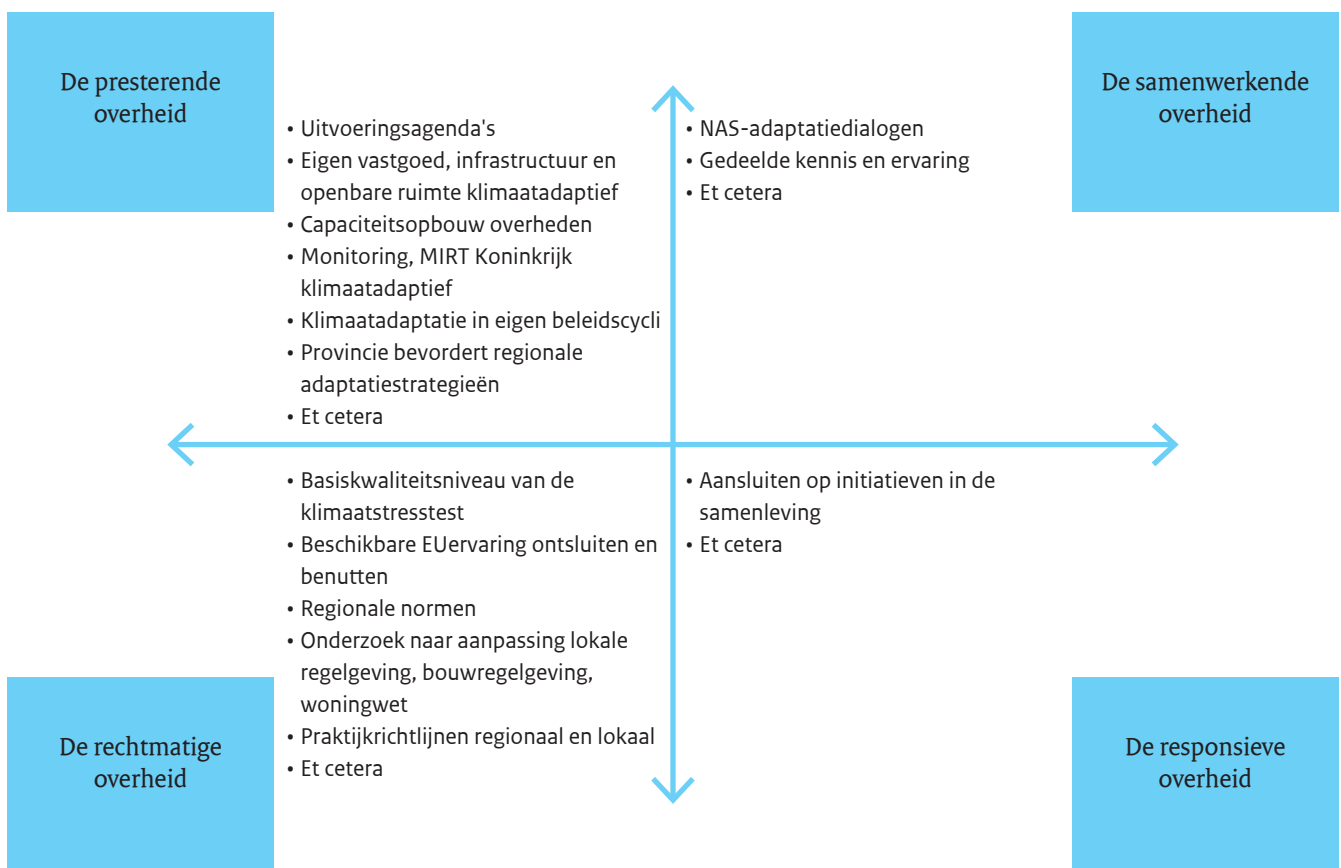 De presterende
overheid
• Uitvoeringsagenda's
• Eigen vastgoed, infrastructuur en
openbare ruimte klimaatadaptief
• Capaciteitsopbouw overheden
• Monitoring, MIRT Koninkrijk
klimaatadaptief
• Klimaatadaptatie in eigen beleidscycli
• Provincie bevordert regionale
adaptatiestrategieën
• Et cetera
De samenwerkende
overheid
• NAS-adaptatiedialogen
• Gedeelde kennis en ervaring
• Et cetera
De rechtmatige
overheid
• Basiskwaliteitsniveau van de
klimaatstresstest
• Beschikbare EUervaring ontsluiten en
benutten
• Regionale normen
• Onderzoek naar aanpassing lokale
regelgeving, bouwregelgeving,
woningwet
• Praktijkrichtlijnen regionaal en lokaal
• Et cetera
• Aansluiten op initiatieven in de
samenleving
• Et cetera
De responsieve
overheid